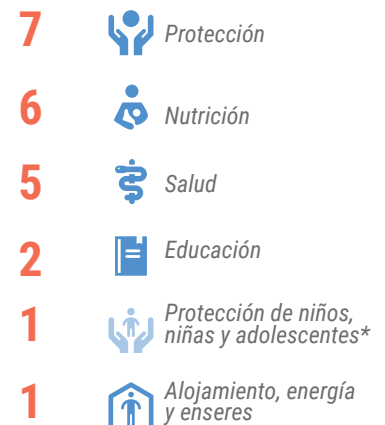 7 Protección
6 Nutrición
5 Salud
2 Educación
1 Protección de niños,
niñas y adolescentes*
1 Alojamiento, energía
y enseres